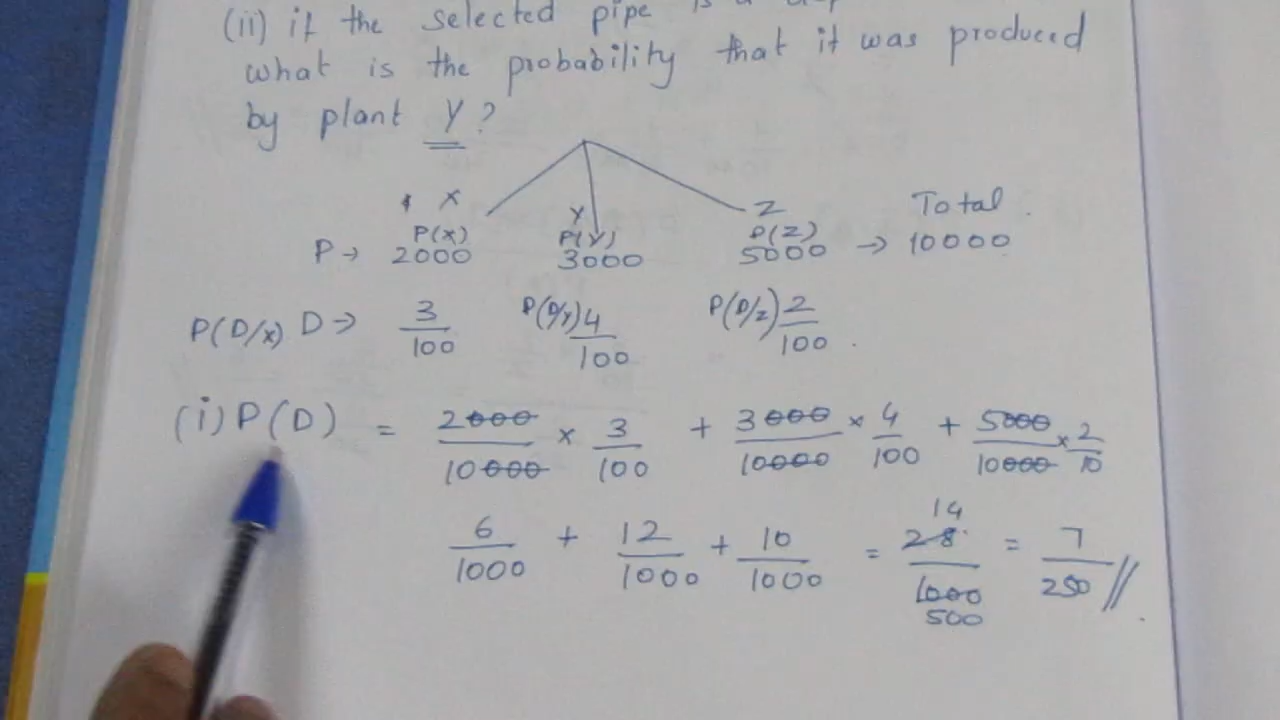 (ii) if the selected pipe is a
what is the probability that it was produced
by plant Y?
X Y Z Total
P(X) P(Y) P(Z)
P → 2000 3000 5000 → 10000
P(D/X) D → 3/100 P(D/Y) 4/100 P(D/Z) 2/100 .
(i) P(D) = 2000/10000 × 3/100 + 3000/10000 × 4/100 + 5000/10000 × 2/10
6/1000 + 12/1000 + 10/1000 = 28/1000 = 7/250 //
14
500